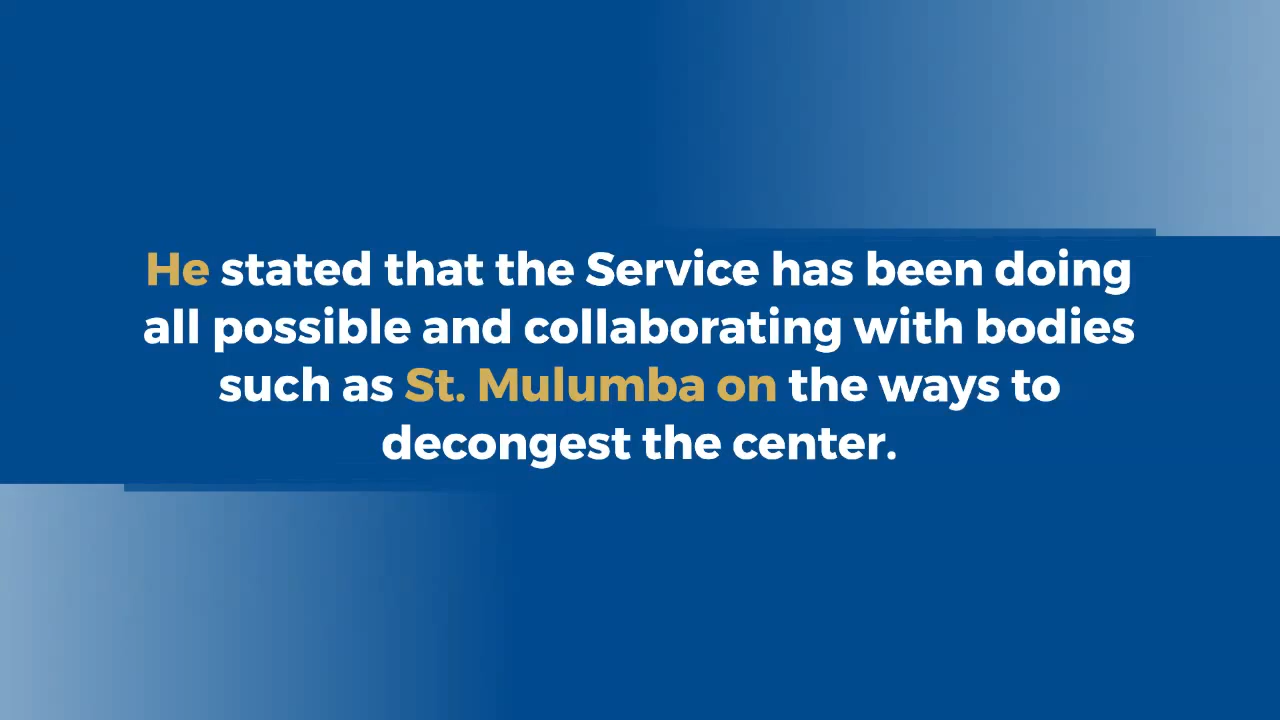 He stated that the Service has been doing
all possible and collaborating with bodies
such as St. Mulumba on the ways to
decongest the center.